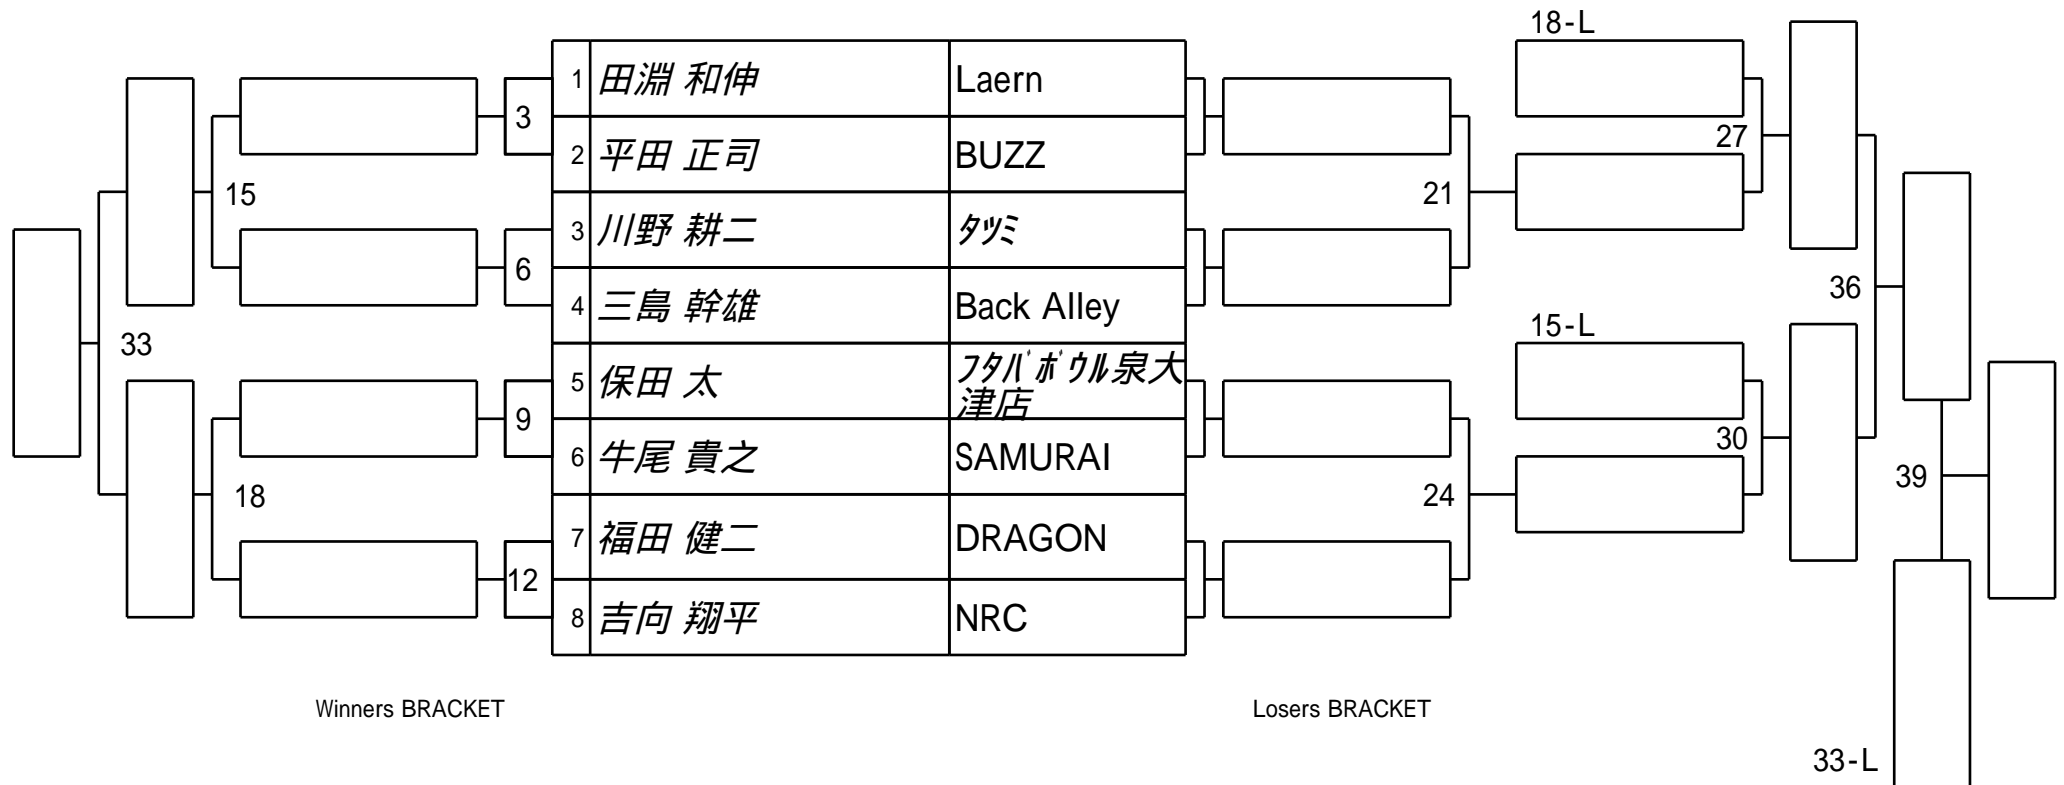 18-L
1 田淵 和伸 Laern
3
27
2 平田 正司 BUZZ
15
21
3 川野 耕二 ﾀﾂﾐ
6
36
4 三島 幹雄 Back Alley
15-L
33
5 保田 太 ﾌﾀﾊﾞﾎﾞｳﾙ泉大
津店
9
30
6 牛尾 貴之 SAMURAI
39
18
24
7 福田 健二 DRAGON
12
8 吉向 翔平 NRC
Winners BRACKET
Losers BRACKET
33-L